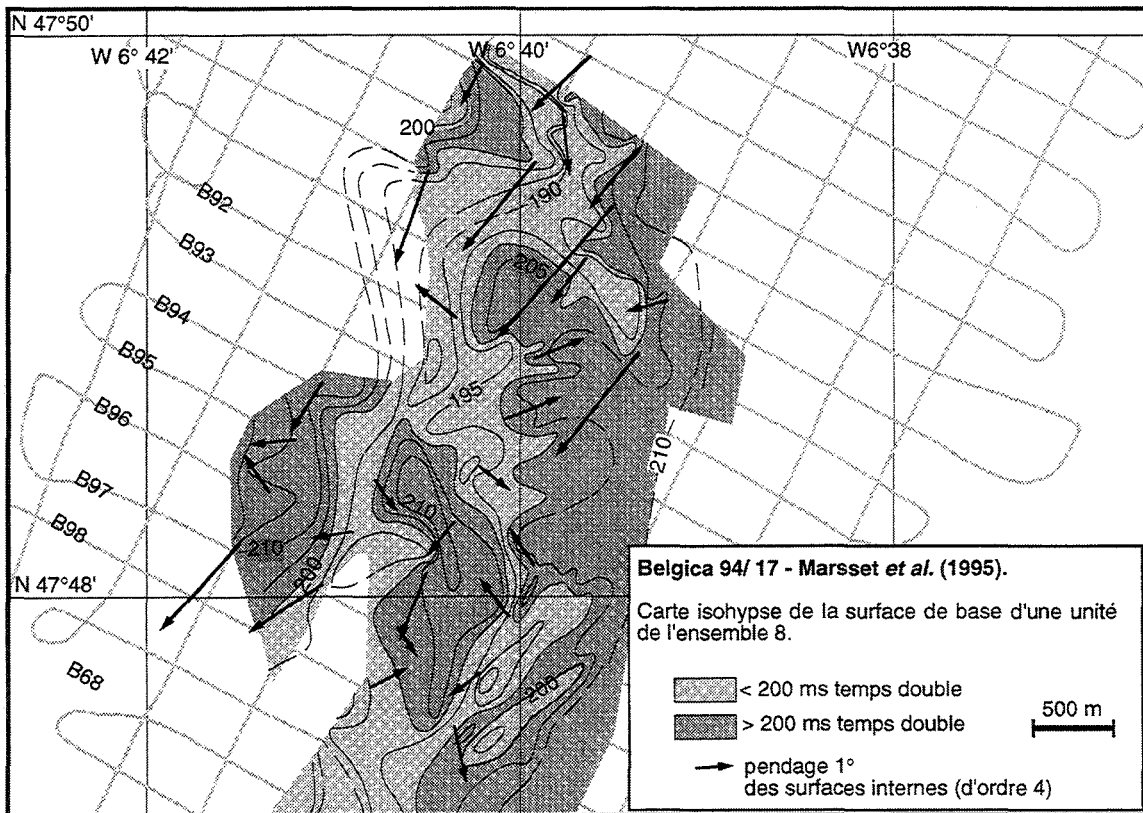 N 47°50'
W 6° 42'
W 6° 40'
W6°38'
200
190
B92
B93
205
B94
B95
195
B96
210
B97
210
B98
210
200
N 47°48'
B68
200
Belgica 94/ 17 - Marsset et al. (1995).
Carte isohypse de la surface de base d'une unité
de l'ensemble 8.
< 200 ms temps double
> 200 ms temps double
500 m
pendage 1°
des surfaces internes (d'ordre 4)